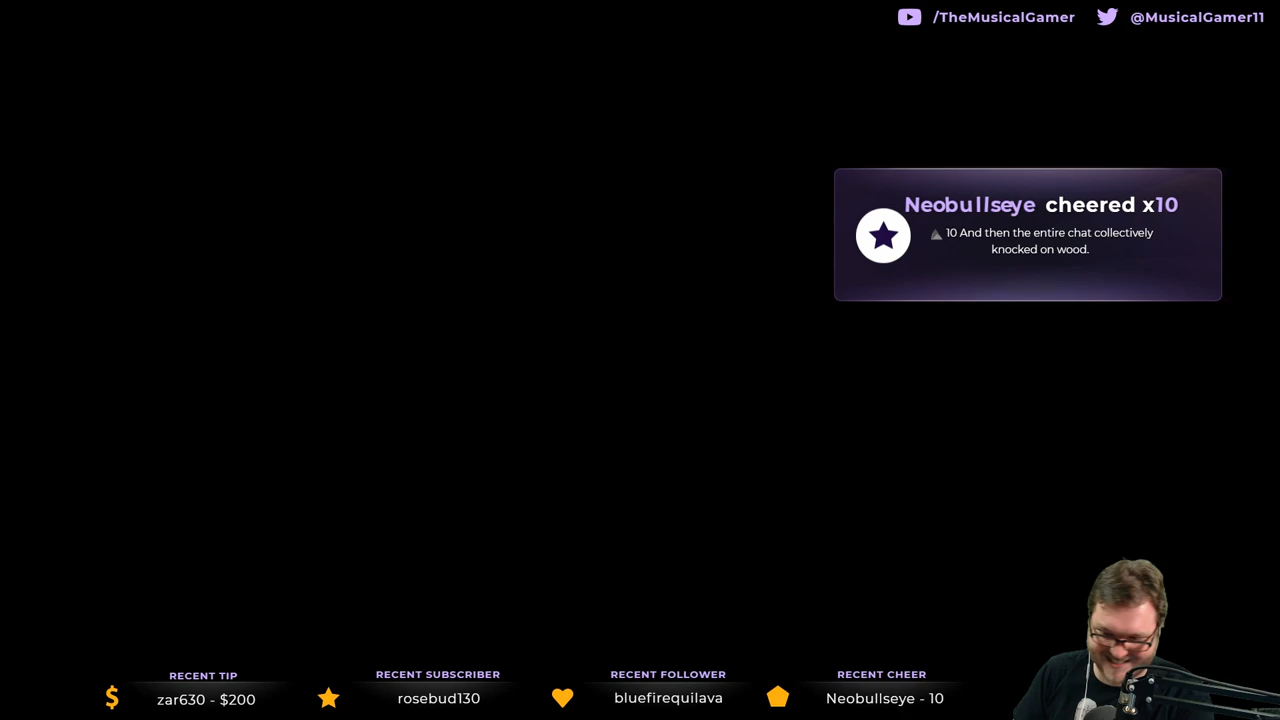 /TheMusicalGamer @MusicalGamer11
Neobullseye cheered x10
10 And then the entire chat collectively
knocked on wood.
RECENT TIP
zar630 - $200
RECENT SUBSCRIBER
rosebud130
RECENT FOLLOWER
bluefirequilava
RECENT CHEER
Neobullseye - 10